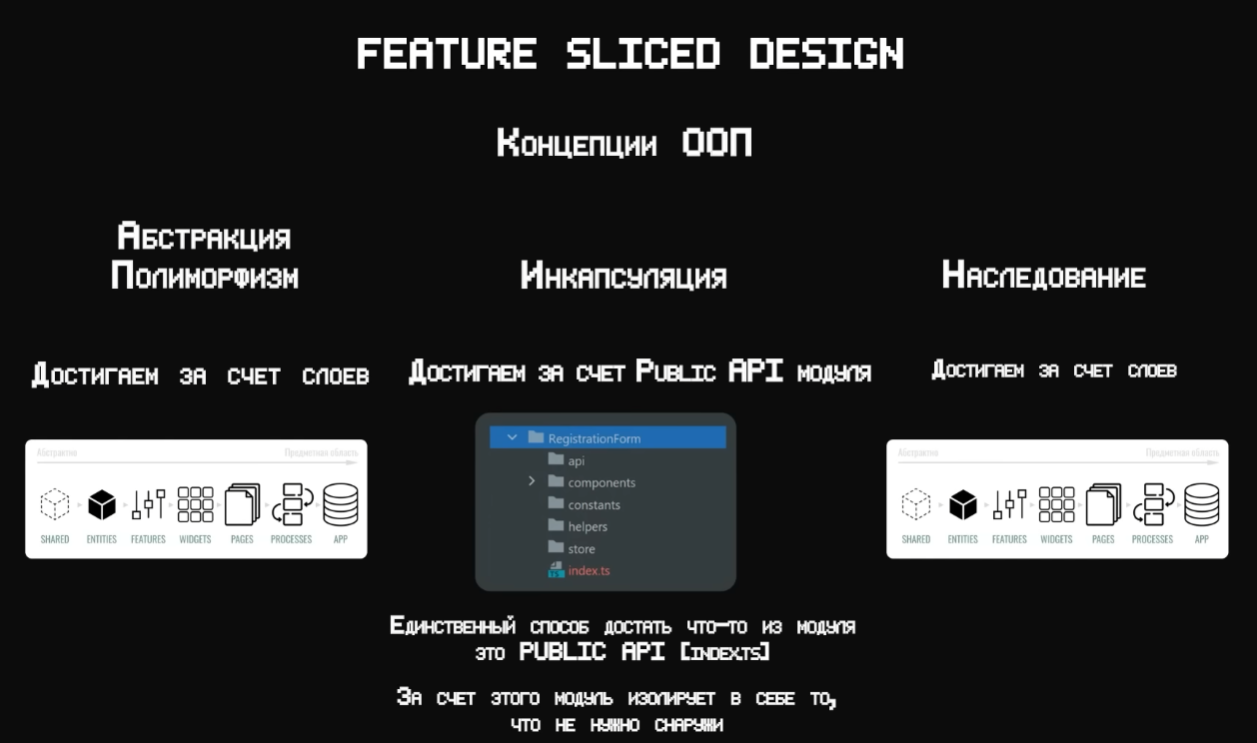 FEATURE SLICED DESIGN
Концепции ООП
Абстракция
Полиморфизм
Достигаем за счет слоев
Абстрактно
Предметная область
SHARED ENTITIES FEATURES WIDGETS PAGES PROCESSES APP
Инкапсуляция
Достигаем за счет Public API модуля
RegistrationForm
api
components
constants
helpers
store
index.ts
Единственный способ достать что-то из модуля
это PUBLIC API [index.ts]
За счет этого модуль изолирует в себе то,
что не нужно снаружи
Наследование
Достигаем за счет слоев
Абстрактно
Предметная область
SHARED ENTITIES FEATURES WIDGETS PAGES PROCESSES APP